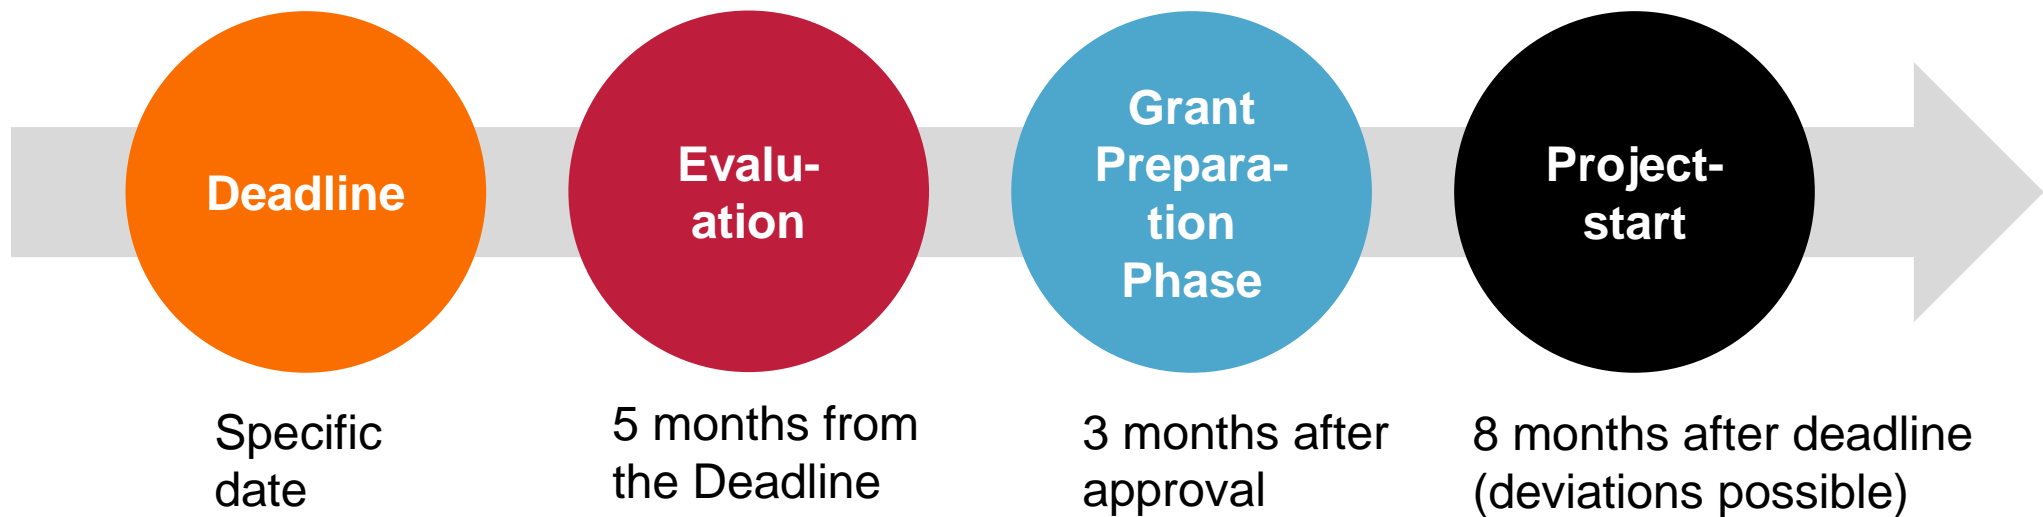 Deadline
Evalu-
ation
Grant
Prepara-
tion
Phase
Project-
start
Specific
date
5 months from
the Deadline
3 months after
approval
8 months after deadline
(deviations possible)